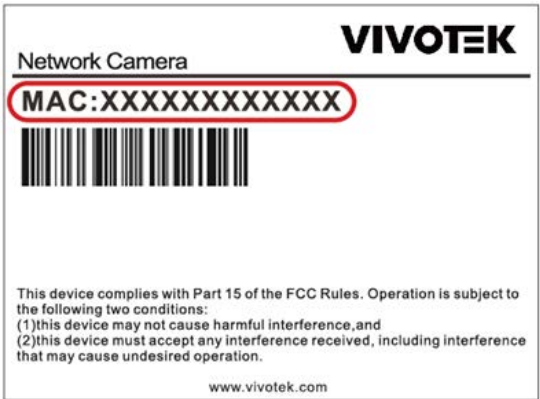 VIVOTEK
Network Camera
MAC:XXXXXXXXXXXX
This device complies with Part 15 of the FCC Rules. Operation is subject to
the following two conditions:
(1)this device may not cause harmful interference,and
(2)this device must accept any interference received, including interference
that may cause undesired operation.
www.vivotek.com